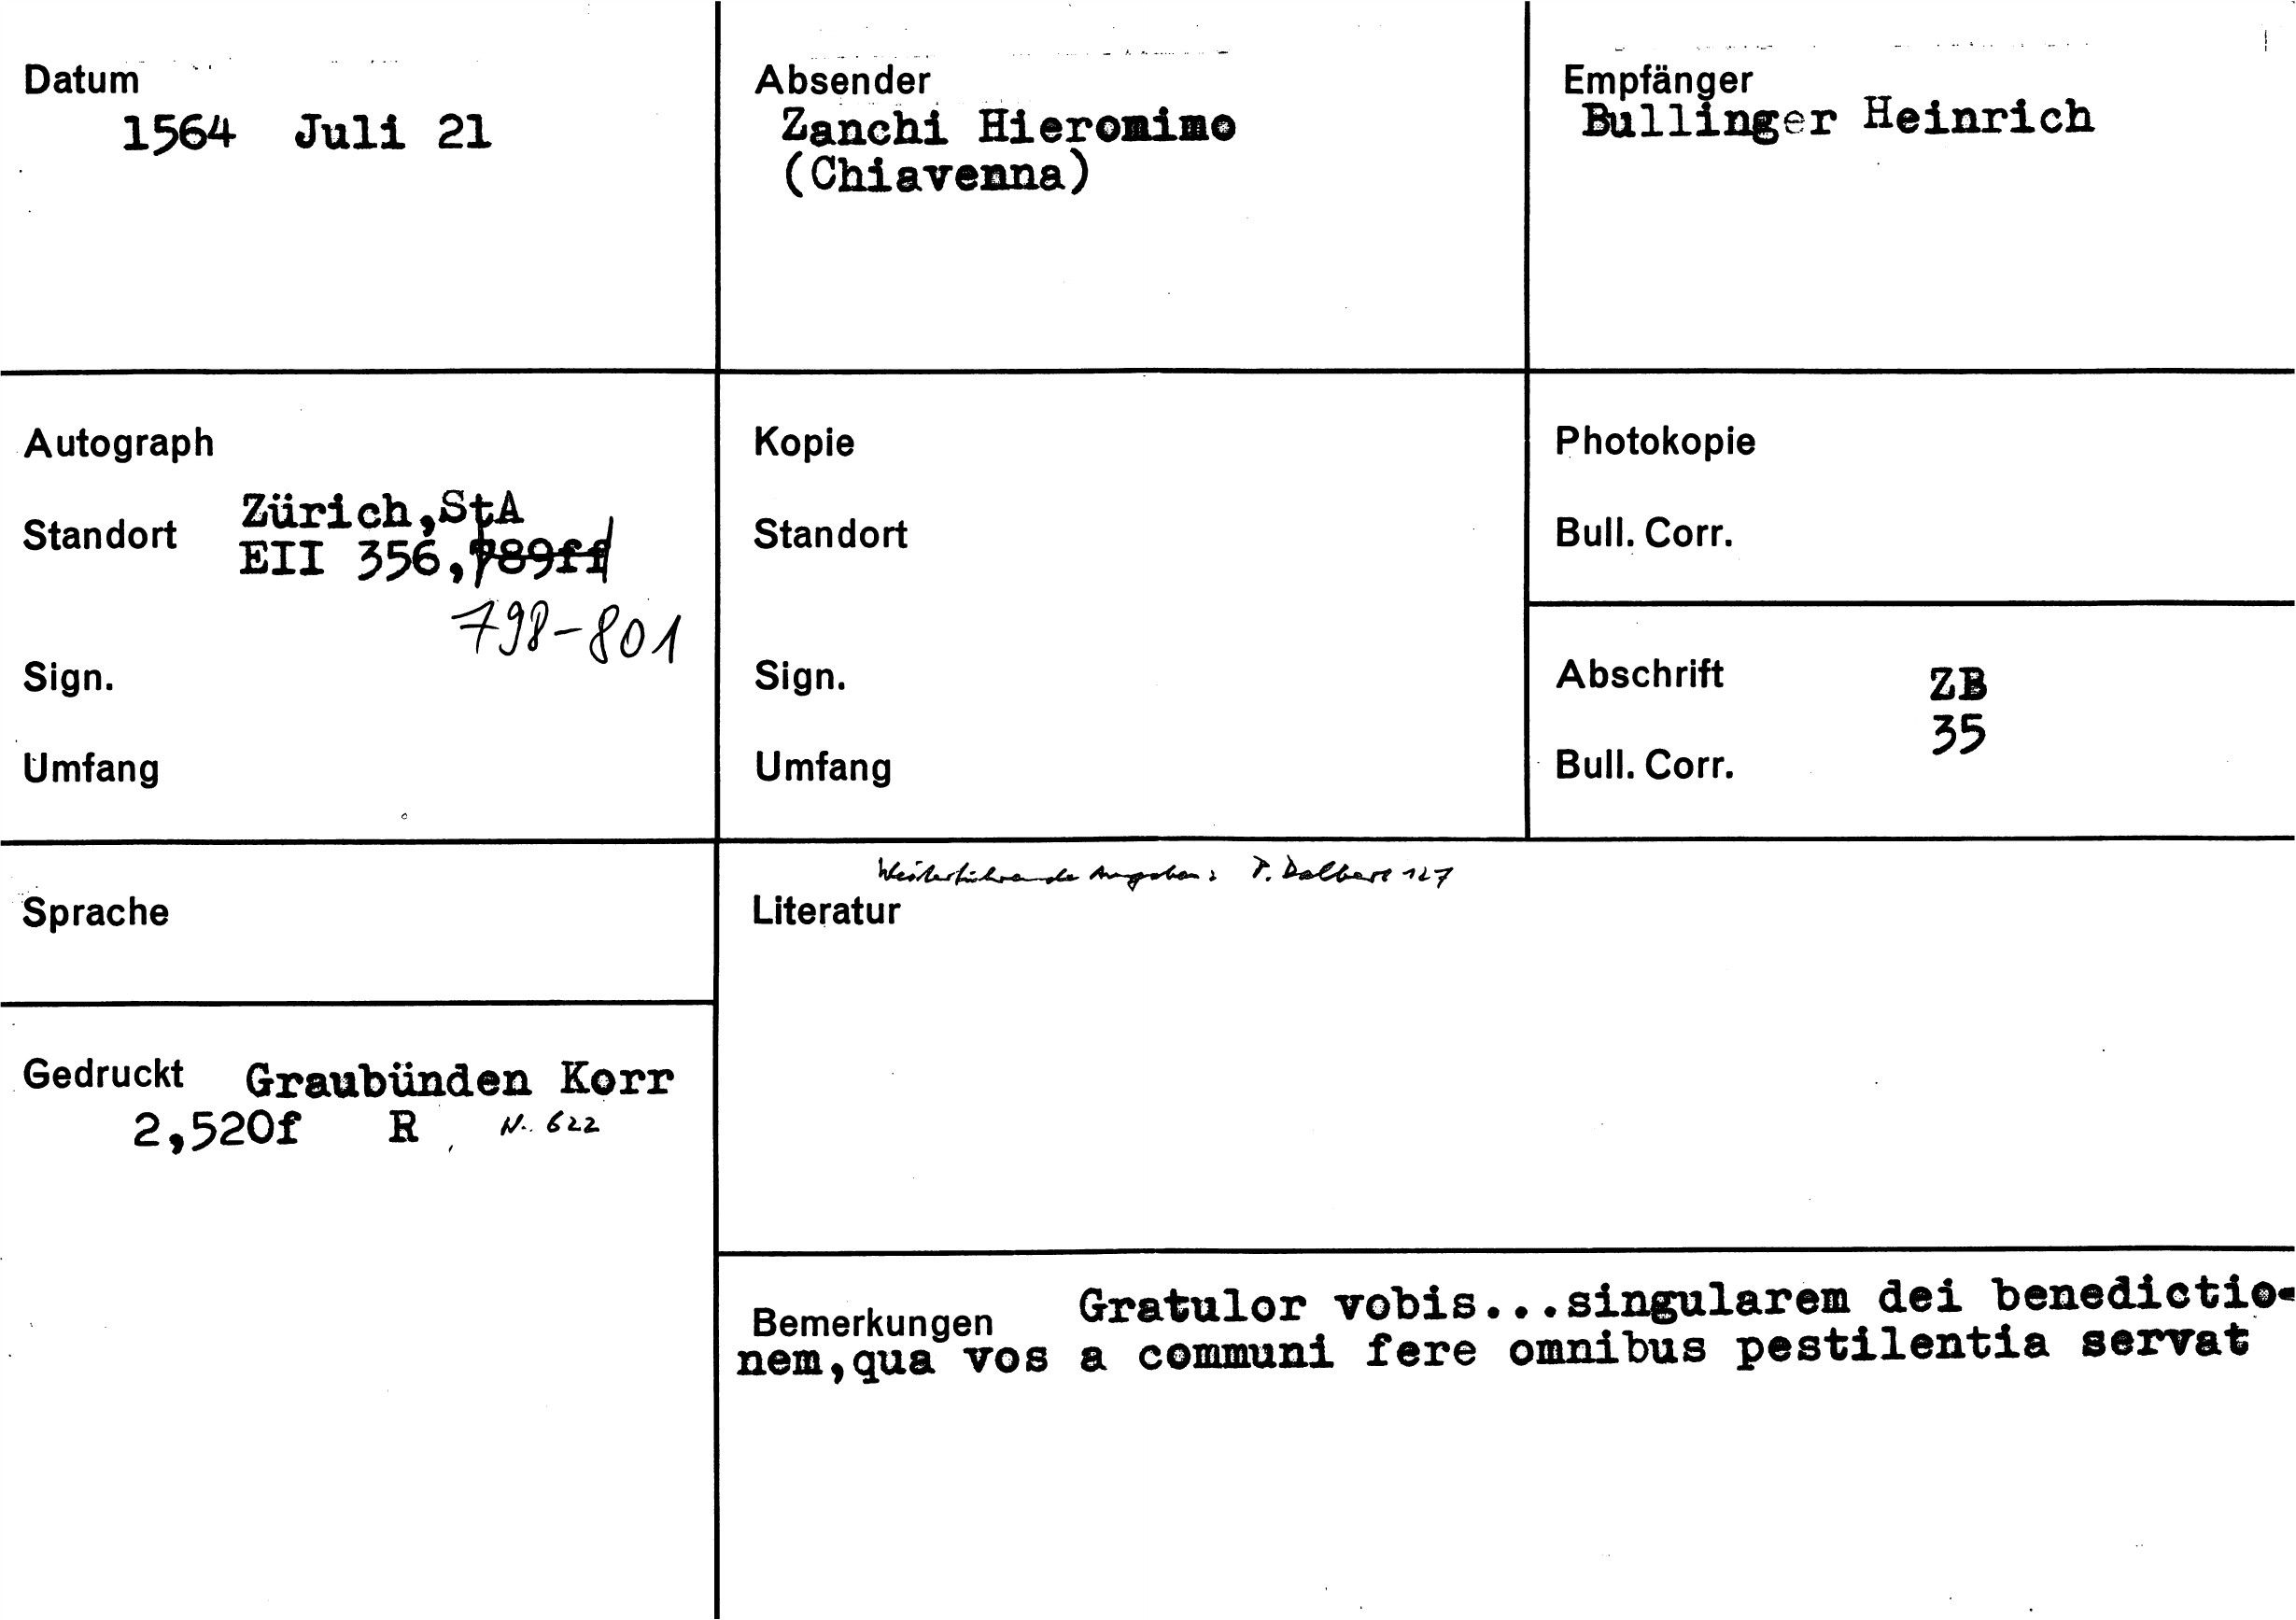 Datum
1564 Juli 21
Absender
Zanchi Hieronimo
(Chiavenna)
Empfänger
Bullinger Heinrich
Autograph
Standort
Zürich,StA
EII 356,789ff
798-801
Sign.
Umfang
Kopie
Standort
Sign.
Umfang
Photokopie
Bull. Corr.
Abschrift
ZB
35
Bull. Corr.
Sprache
Weiterführende Angaben: P. Dalbert 127
Literatur
Gedruckt Graubünden Korr
2,520f R N. 622
Bemerkungen Gratulor vobis...singularem dei benedictio-
nem,qua vos a communi fere omnibus pestilentia servat